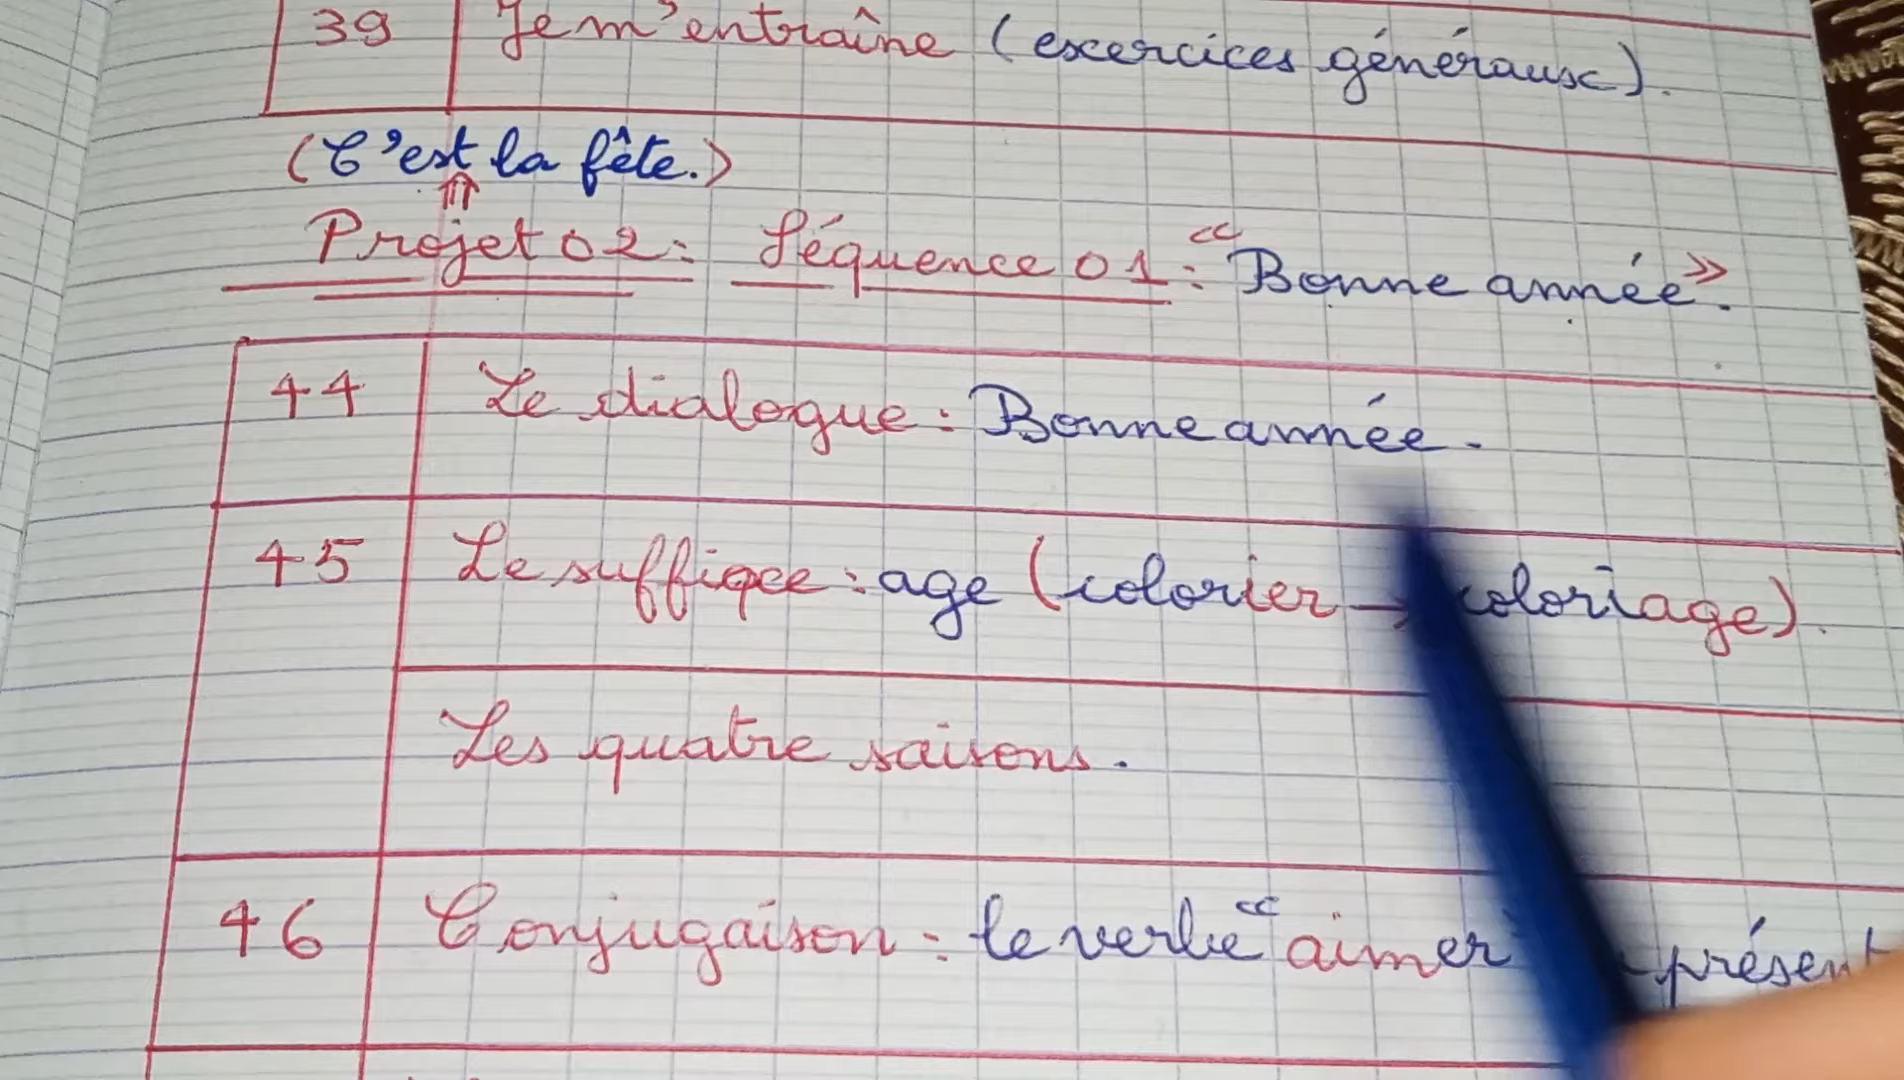 39 Je m'entraîne (exercices généraux).
(C'est la fête.)
Projet 02: Séquence 01: «Bonne année».
44 Le dialogue: Bonne année.
45 Le suffixe: age (colorier → coloriage).
Les quatre saisons.
46 Conjugaison: le verbe «aimer présent